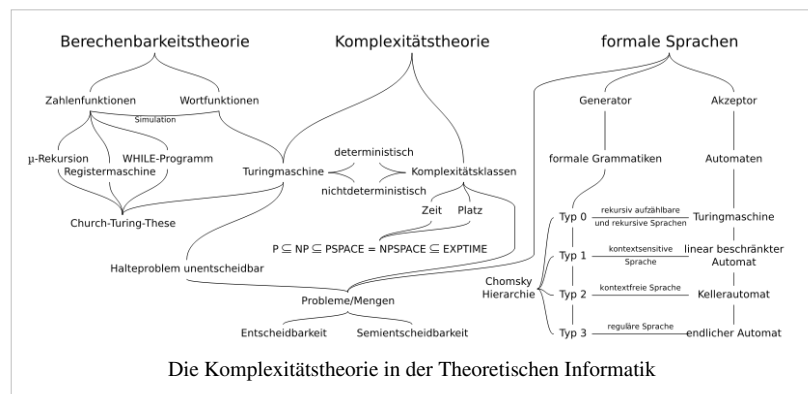 Berechenbarkeitstheorie Komplexitätstheorie formale Sprachen
Zahlenfunktionen Wortfunktionen Generator Akzeptor
Simulation
µ-Rekursion WHILE-Programm deterministisch formale Grammatiken Automaten
Registermaschine Turingmaschine Komplexitätsklassen
nichtdeterministisch
Church-Turing-These Zeit Platz Typ 0 rekursiv aufzählbare Turingmaschine
und rekursive Sprachen
P ⊆ NP ⊆ PSPACE = NPSPACE ⊆ EXPTIME Typ 1 kontextsensitive linear beschränkter
Sprache Automat
Halteproblem unentscheidbar
Chomsky
Hierarchie Typ 2 kontextfreie Sprache Kellerautomat
Probleme/Mengen
Entscheidbarkeit Semientscheidbarkeit Typ 3 reguläre Sprache endlicher Automat
Die Komplexitätstheorie in der Theoretischen Informatik